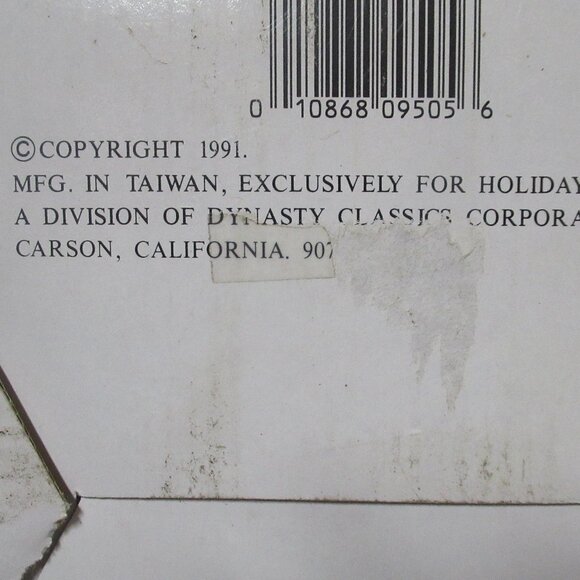 0 10868 09505 6
©COPYRIGHT 1991.
MFG. IN TAIWAN, EXCLUSIVELY FOR HOLIDAY
A DIVISION OF DYNASTY CLASSICS CORPORA
CARSON, CALIFORNIA. 907